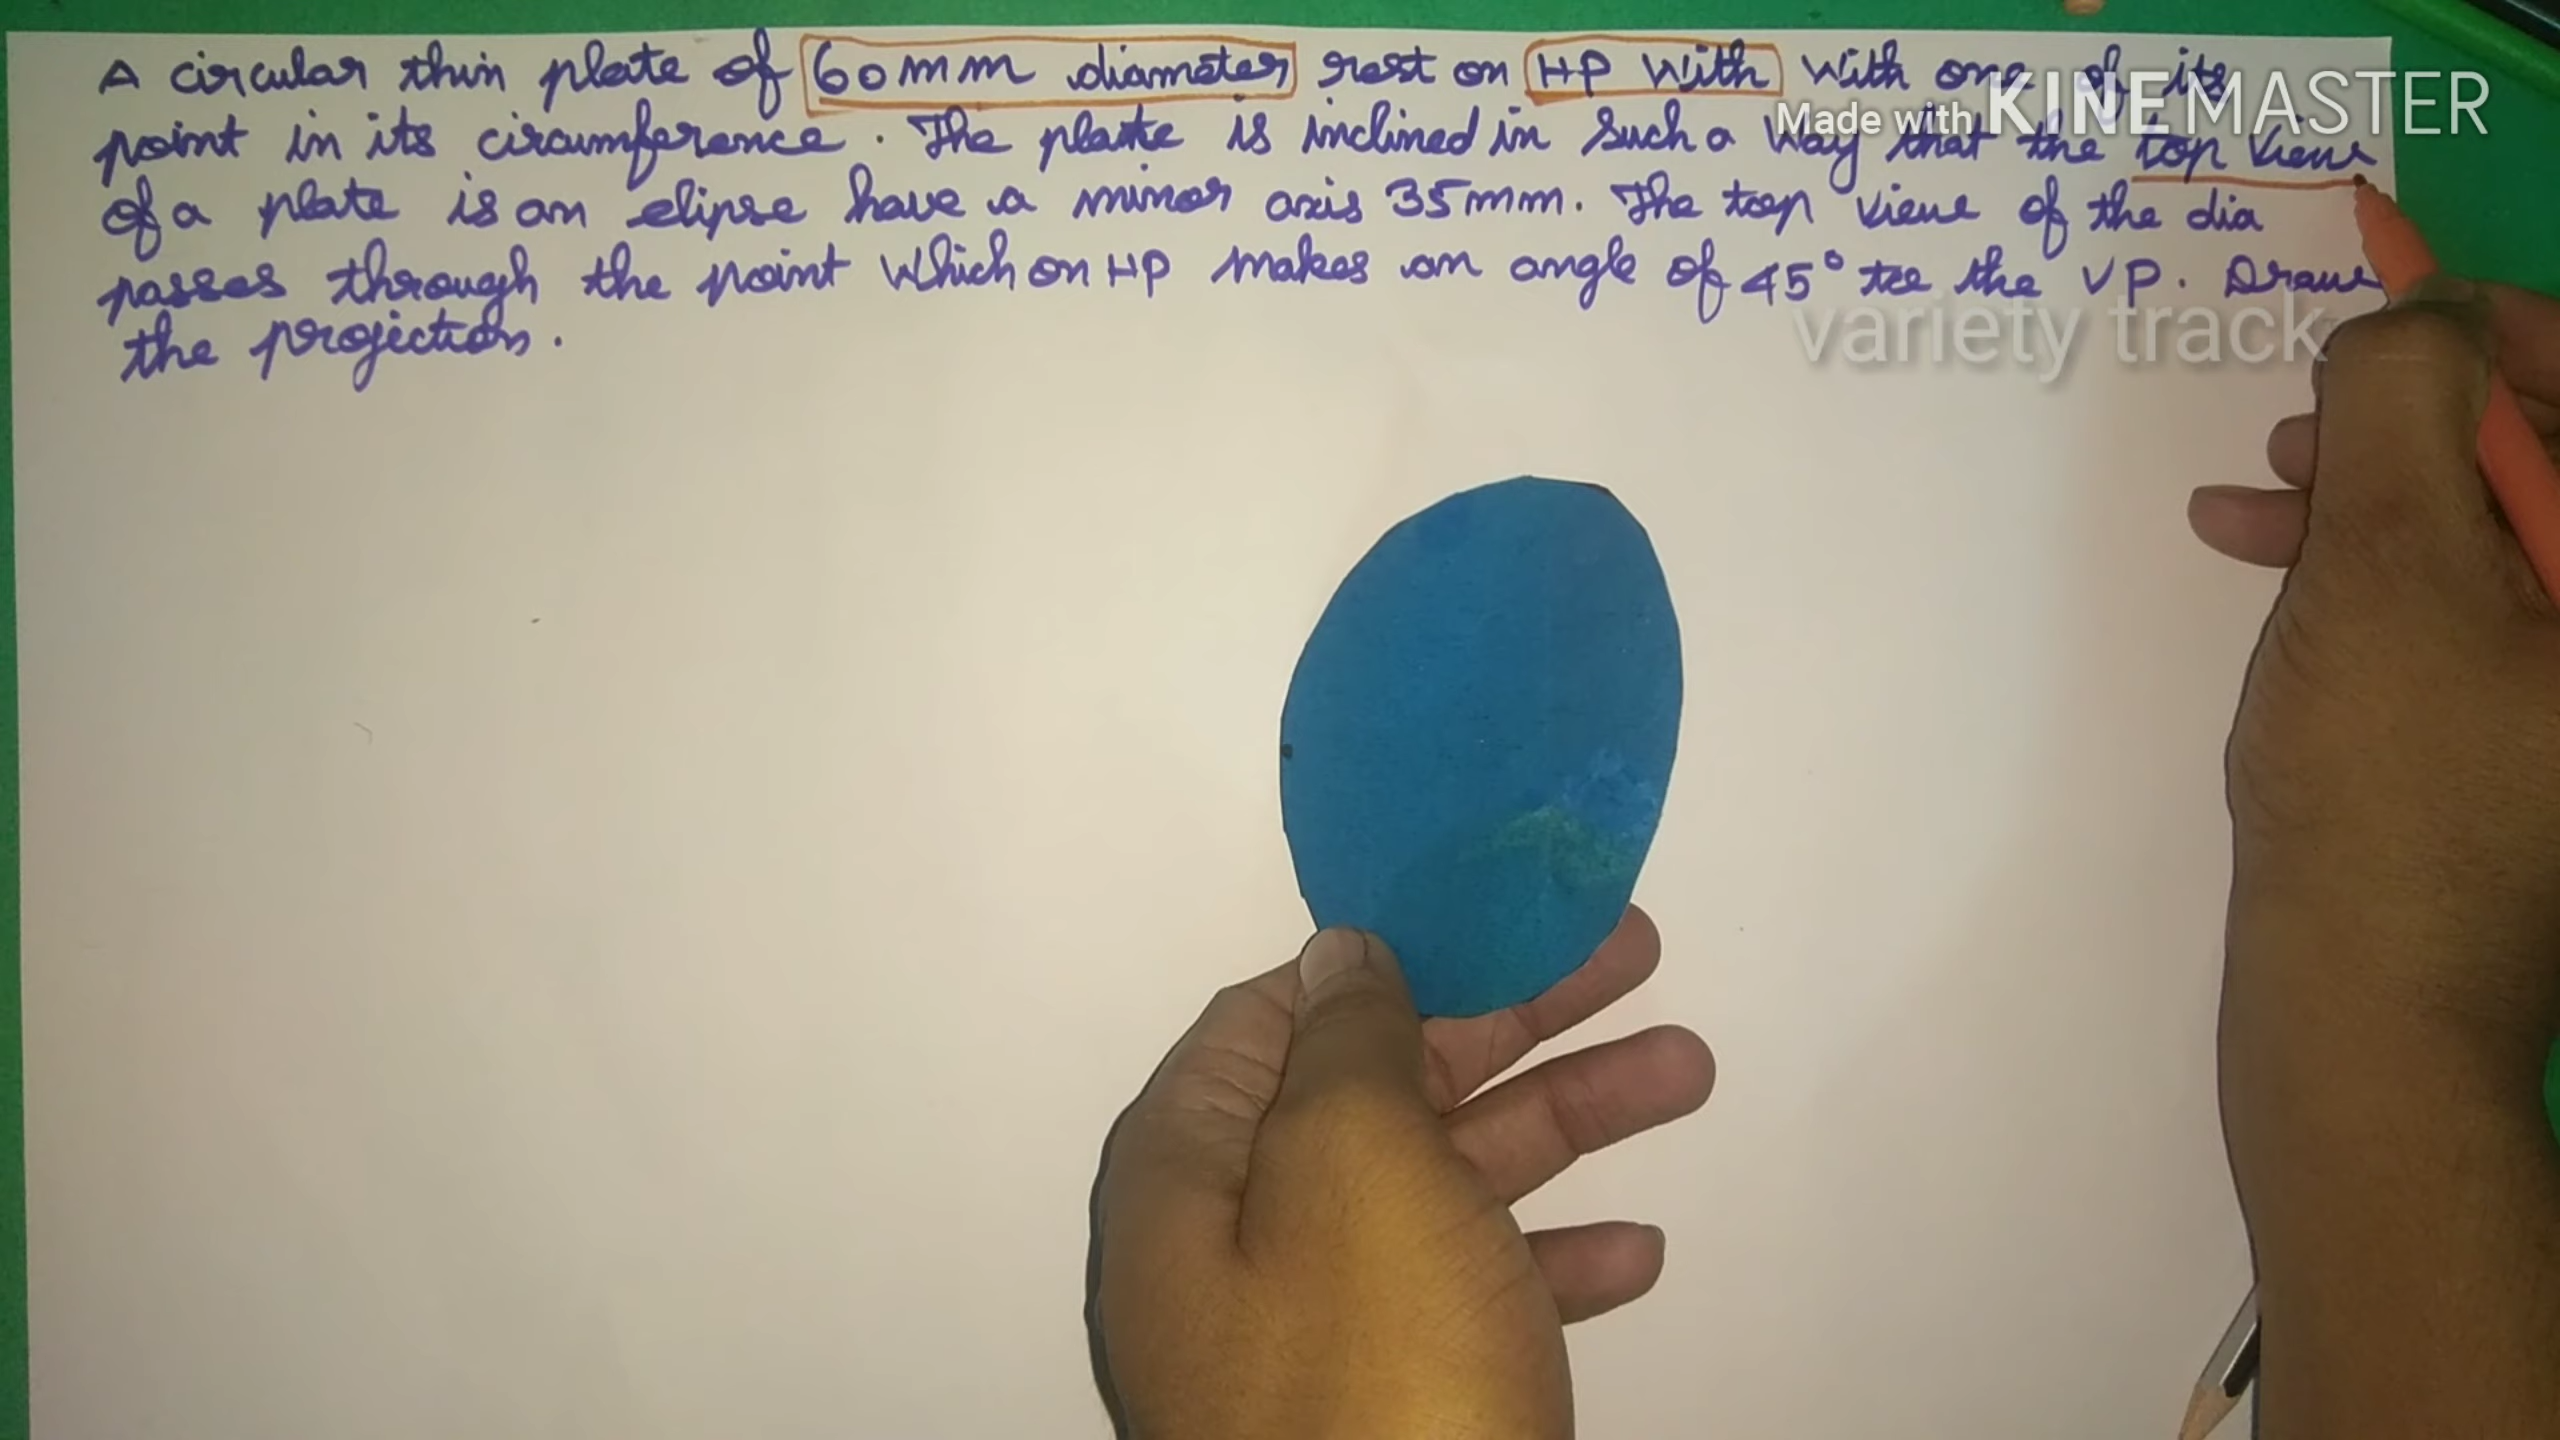 A circular thin plate of 60mm diameter rest on HP with with one of its
point in its circumference. The plate is inclined in such a way that the top view
of a plate is an elipse have a minor axis 35mm. The top view of the dia
passes through the point which on HP makes an angle of 45° to the VP. Draw
the projection.
Made with KINEMASTER
variety track